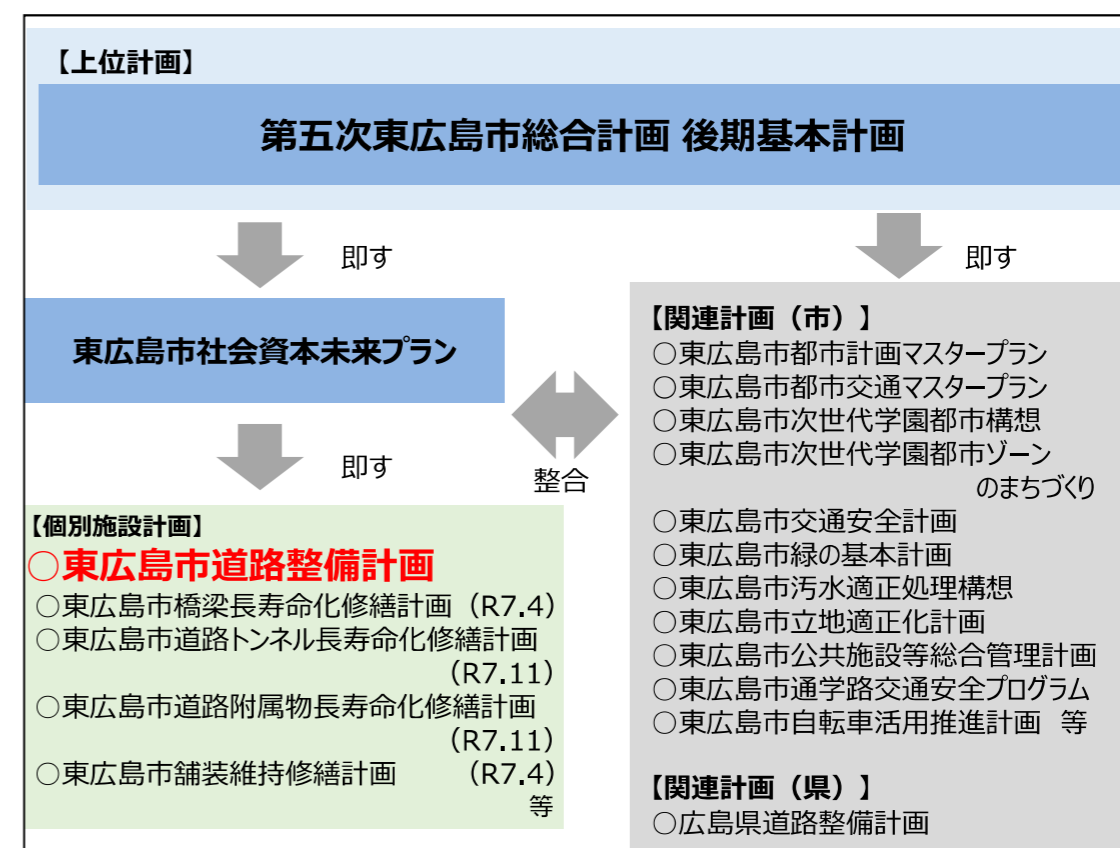 【上位計画】
第五次東広島市総合計画 後期基本計画
即す
即す
東広島市社会資本未来プラン
即す
整合
【個別施設計画】
○東広島市道路整備計画
○東広島市橋梁長寿命化修繕計画（R7.4）
○東広島市道路トンネル長寿命化修繕計画
（R7.11）
○東広島市道路附属物長寿命化修繕計画
（R7.11）
○東広島市舗装維持修繕計画　　（R7.4）
等
【関連計画（市）】
○東広島市都市計画マスタープラン
○東広島市都市交通マスタープラン
○東広島市次世代学園都市構想
○東広島市次世代学園都市ゾーン
のまちづくり
○東広島市交通安全計画
○東広島市緑の基本計画
○東広島市汚水適正処理構想
○東広島市立地適正化計画
○東広島市公共施設等総合管理計画
○東広島市通学路交通安全プログラム
○東広島市自転車活用推進計画　等
【関連計画（県）】
○広島県道路整備計画